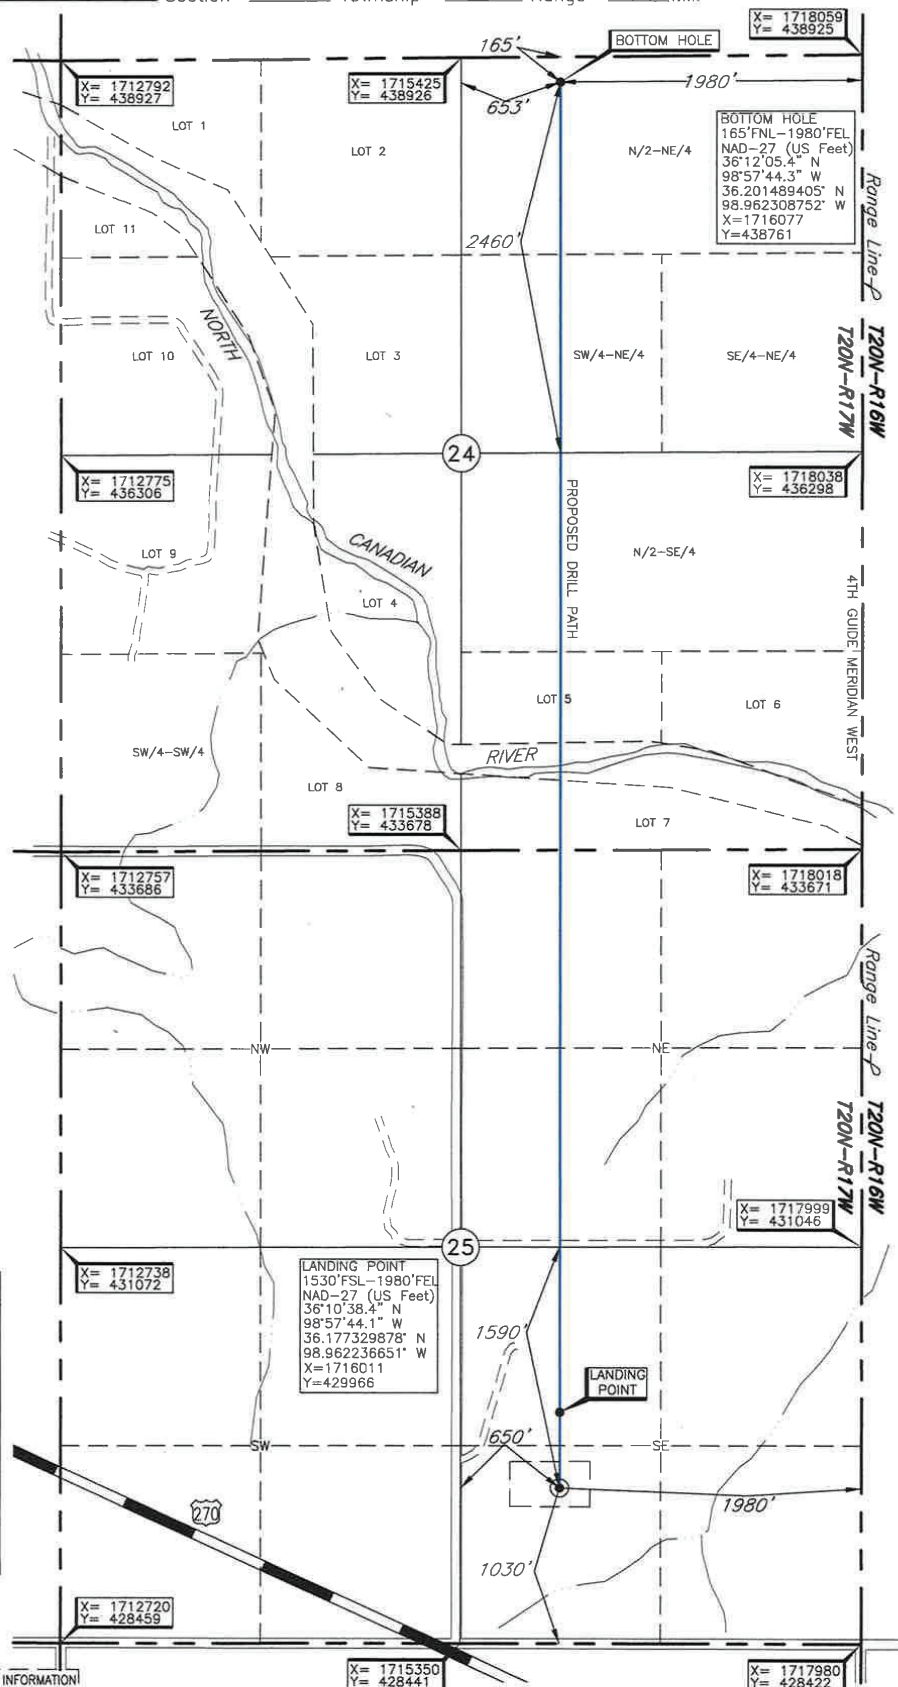 X= 1718059
Y= 438925
165'
BOTTOM HOLE
X= 1712792
Y= 438927
X= 1715425
Y= 438926
653'
1980'
LOT 1
LOT 2
N/2-NE/4
BOTTOM HOLE
165'FNL-1980'FEL
NAD-27 (US Feet)
36°12'05.4" N
98°57'44.3" W
36.201489405° N
98.962308752° W
X=1716077
Y=438761
Range Line
LOT 11
2460'
NORTH
LOT 10
LOT 3
SW/4-NE/4
SE/4-NE/4
T20N-R17W
T20N-R16W
24
X= 1712775
Y= 436306
X= 1718038
Y= 436298
PROPOSED DRILL PATH
LOT 9
CANADIAN
N/2-SE/4
LOT 4
4TH GUIDE MERIDIAN WEST
LOT 5
LOT 6
SW/4-SW/4
RIVER
LOT 8
X= 1715388
Y= 433678
LOT 7
X= 1712757
Y= 433686
X= 1718018
Y= 433671
Range Line
NW
NE
T20N-R17W
T20N-R16W
X= 1717999
Y= 431046
25
X= 1712738
Y= 431072
LANDING POINT
1530'FSL-1980'FEL
NAD-27 (US Feet)
36°10'38.4" N
98°57'44.1" W
36.177329878° N
98.962236651° W
X=1716011
Y=429966
1590'
LANDING
POINT
650'
SW
SE
270
1980'
1030'
X= 1712720
Y= 428459
X= 1715350
Y= 428441
X= 1717980
Y= 428422
INFORMATION